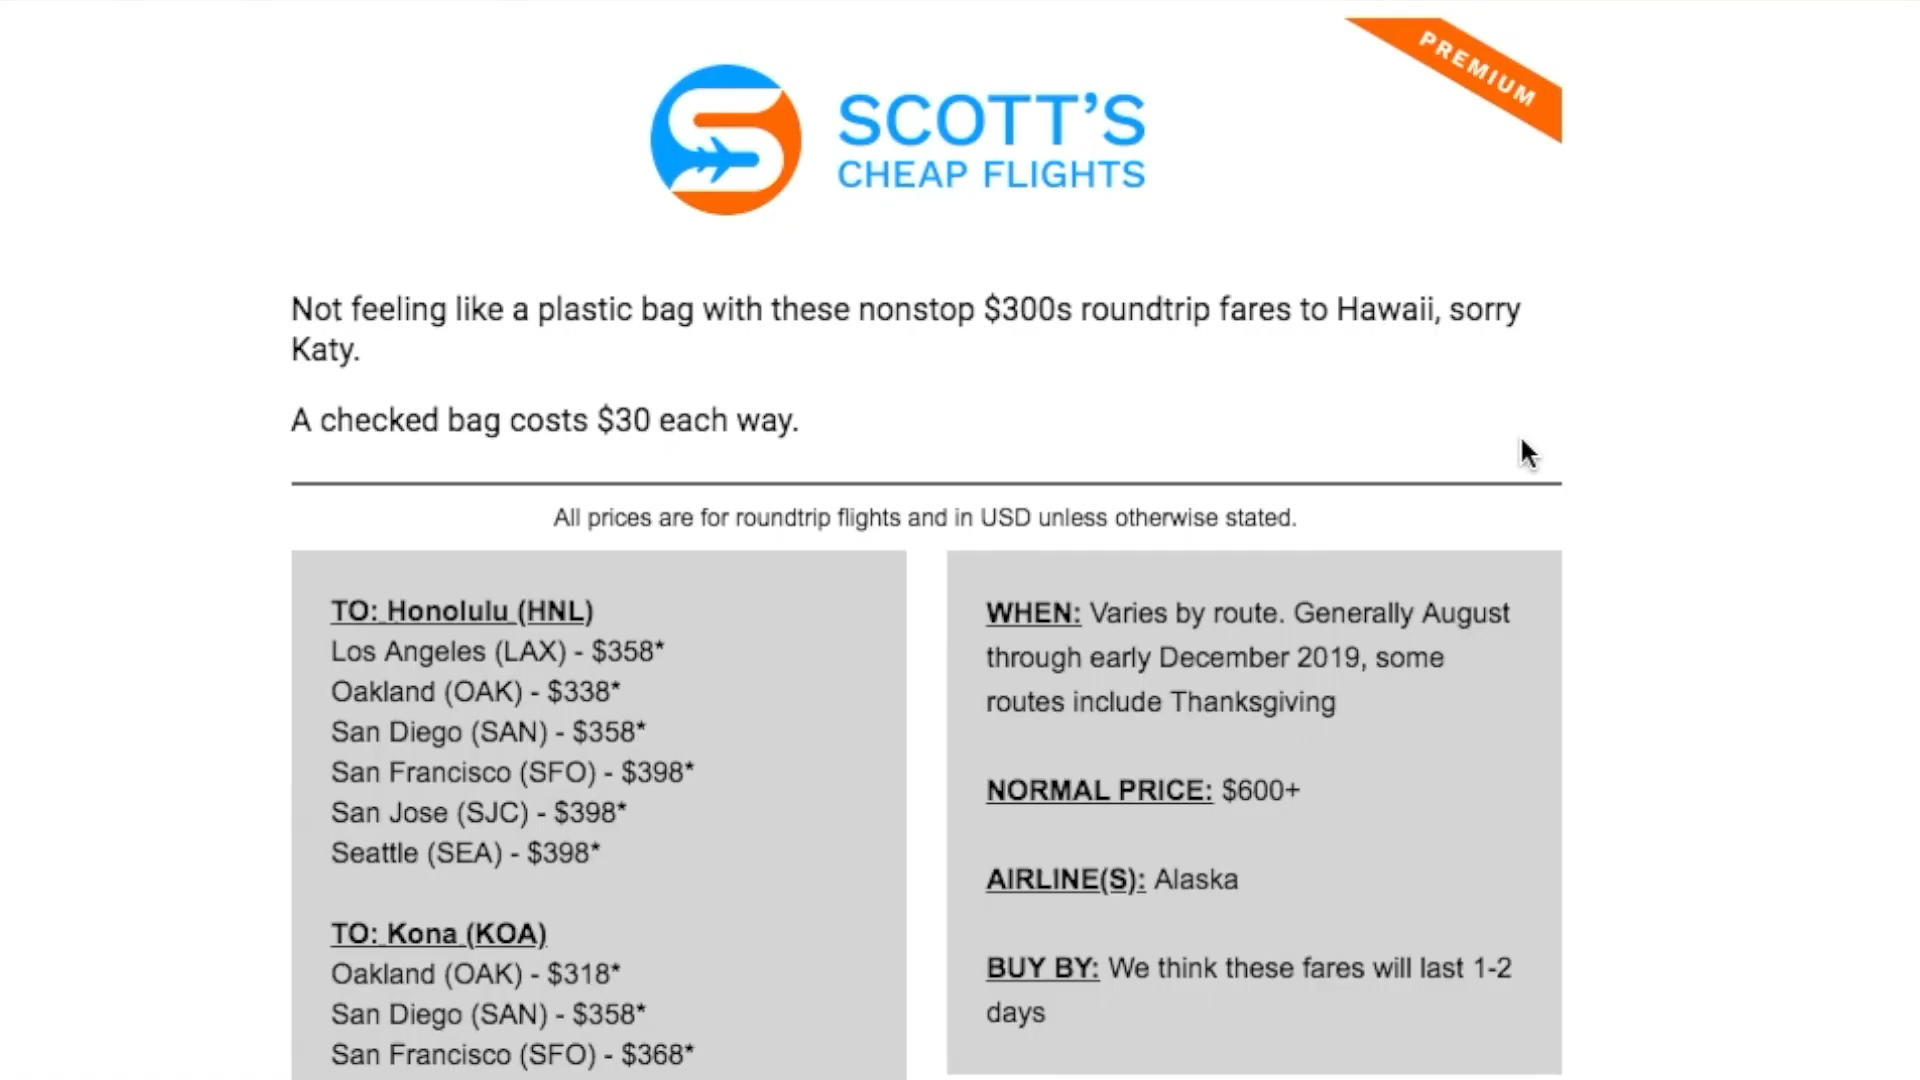 PREMIUM
SCOTT'S
CHEAP FLIGHTS
Not feeling like a plastic bag with these nonstop $300s roundtrip fares to Hawaii, sorry
Katy.
A checked bag costs $30 each way.
All prices are for roundtrip flights and in USD unless otherwise stated.
TO: Honolulu (HNL)
Los Angeles (LAX) - $358*
Oakland (OAK) - $338*
San Diego (SAN) - $358*
San Francisco (SFO) - $398*
San Jose (SJC) - $398*
Seattle (SEA) - $398*
TO: Kona (KOA)
Oakland (OAK) - $318*
San Diego (SAN) - $358*
San Francisco (SFO) - $368*
WHEN: Varies by route. Generally August
through early December 2019, some
routes include Thanksgiving
NORMAL PRICE: $600+
AIRLINE(S): Alaska
BUY BY: We think these fares will last 1-2
days